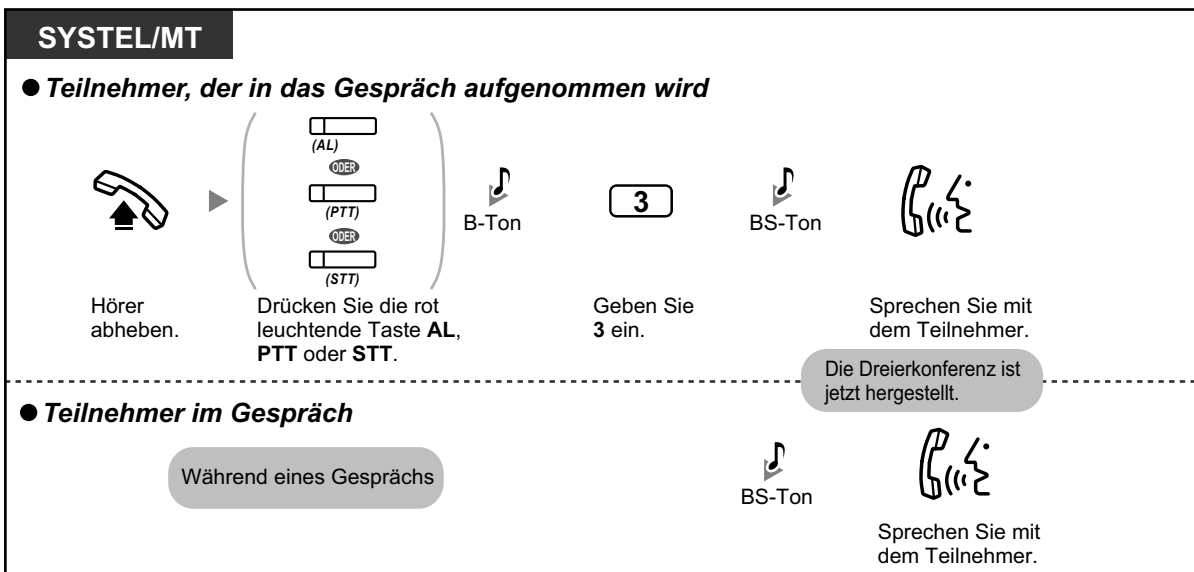 SYSTEL/MT
● Teilnehmer, der in das Gespräch aufgenommen wird
(AL)
ODER
(PTT)
ODER
(STT)
B-Ton
3
BS-Ton
Hörer
abheben.
Drücken Sie die rot
leuchtende Taste AL,
PTT oder STT.
Geben Sie
3 ein.
Sprechen Sie mit
dem Teilnehmer.
Die Dreierkonferenz ist
jetzt hergestellt.
● Teilnehmer im Gespräch
Während eines Gesprächs
BS-Ton
Sprechen Sie mit
dem Teilnehmer.